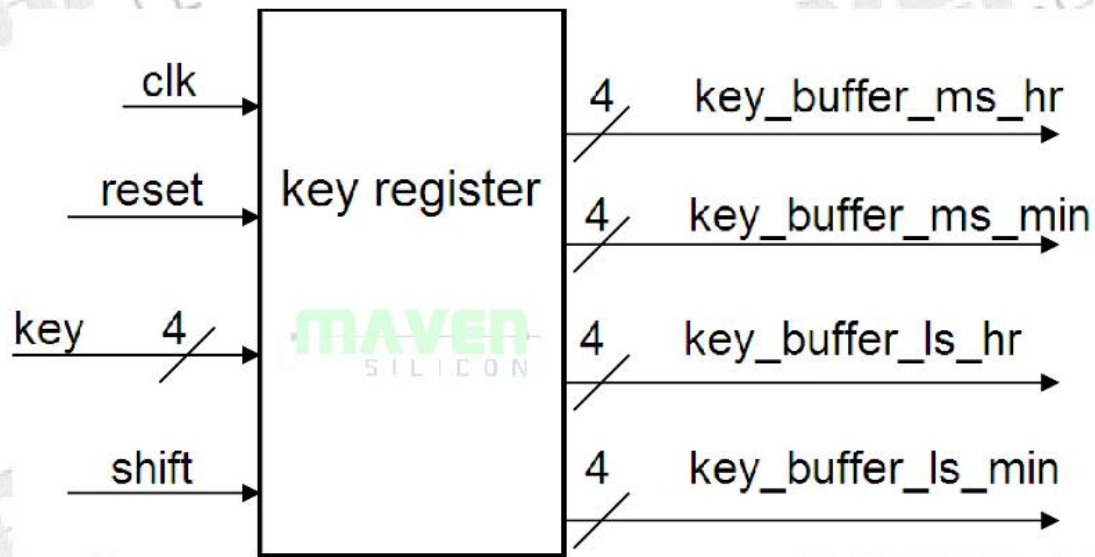 clk
4 key_buffer_ms_hr
reset
key register
4 key_buffer_ms_min
key 4
MAVEN
SILICON
4 key_buffer_ls_hr
shift
4 key_buffer_ls_min